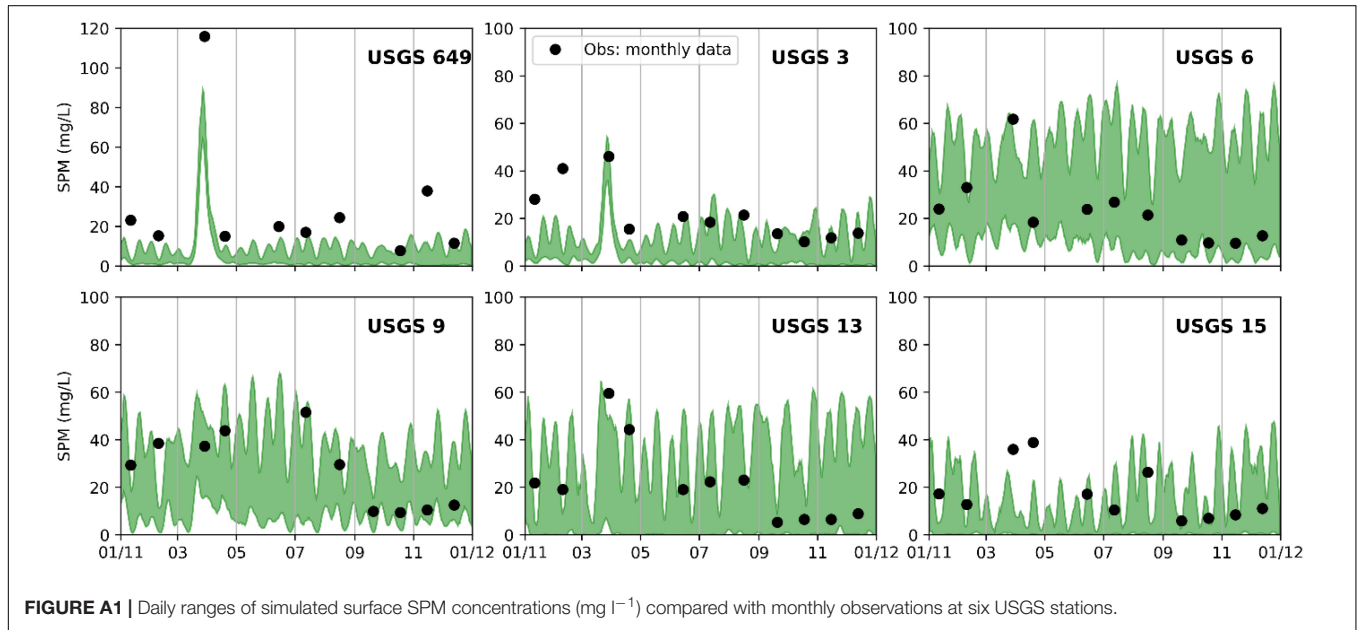 120
100
80
60
40
20
0
SPM (mg/L)
USGS 649
100
80
60
40
20
0
Obs: monthly data
USGS 3
100
80
60
40
20
0
USGS 6
100
80
60
40
20
0
SPM (mg/L)
USGS 9
01/11 03 05 07 09 11 01/12
100
80
60
40
20
0
USGS 13
01/11 03 05 07 09 11 01/12
100
80
60
40
20
0
USGS 15
01/11 03 05 07 09 11 01/12
FIGURE A1 | Daily ranges of simulated surface SPM concentrations (mg l⁻¹) compared with monthly observations at six USGS stations.